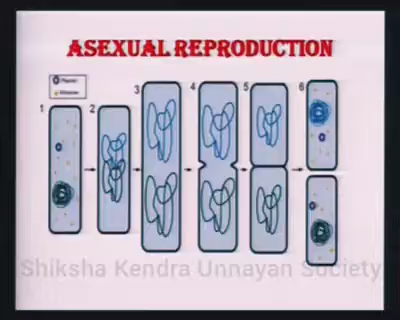 ASEXUAL REPRODUCTION
Plasmid
Ribosome
1
2
3
4
5
6
Shiksha Kendra Unnayan Society